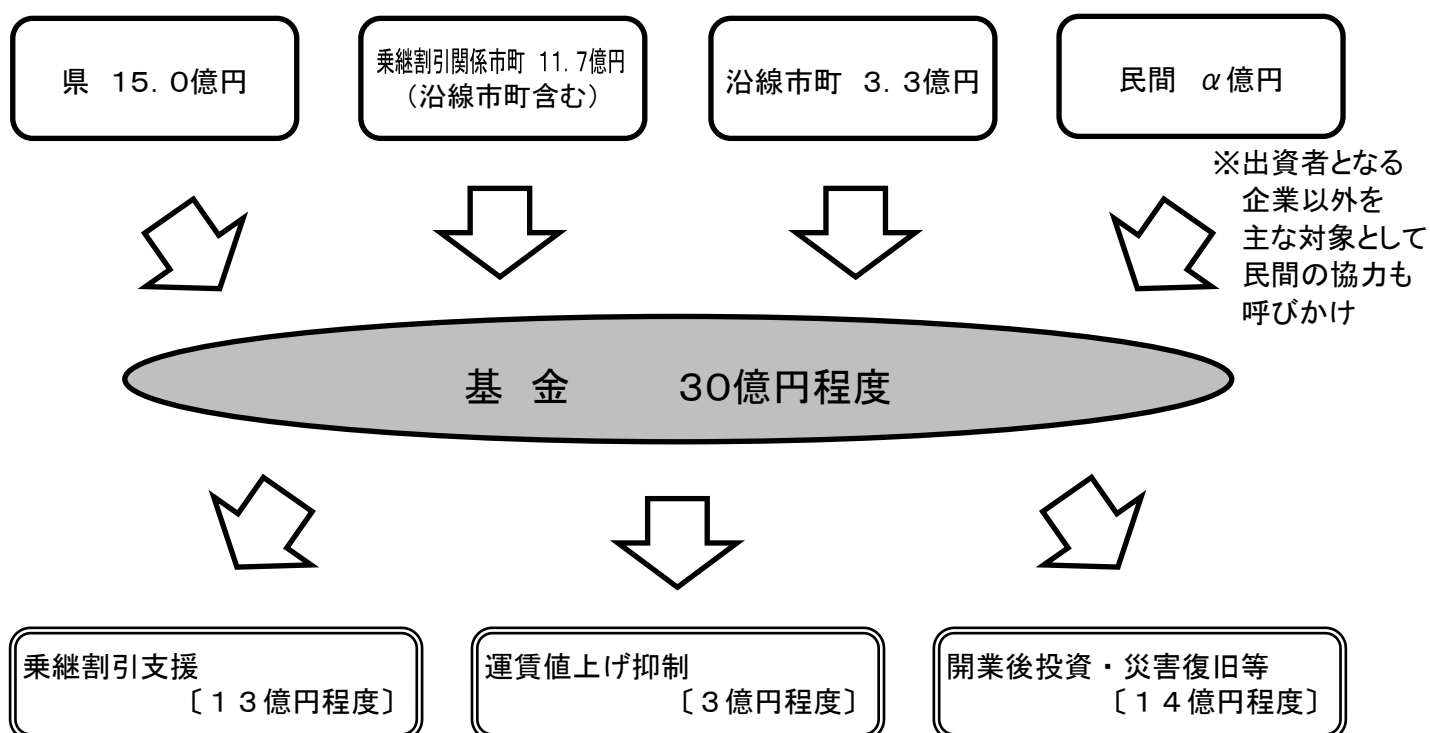 県　15．0億円
乗継割引関係市町　11．7億円
（沿線市町含む）
沿線市町　3．3億円
民間　α億円
※出資者となる
企業以外を
主な対象として
民間の協力も
呼びかけ
基　金　　　30億円程度
乗継割引支援
〔１３億円程度〕
運賃値上げ抑制
〔３億円程度〕
開業後投資・災害復旧等
〔１４億円程度〕